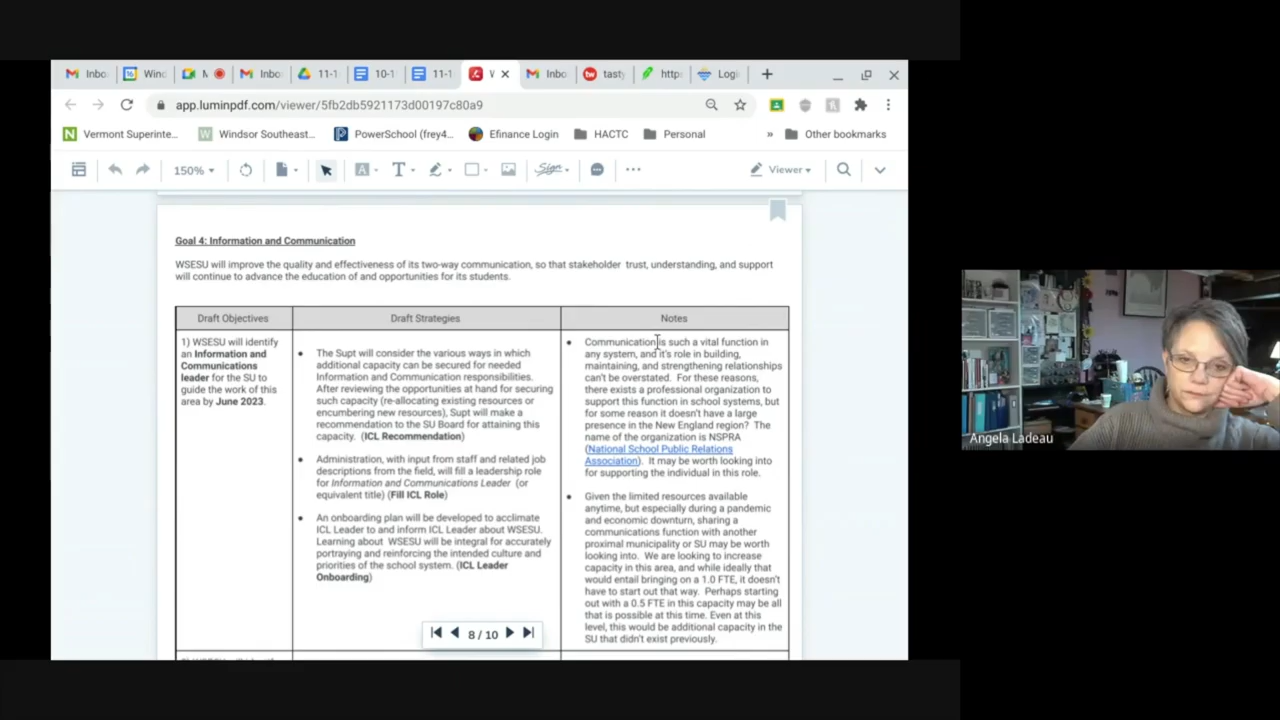 Inbo
Wind
M
Inbo
11-1
10-1
11-1
V
Inbo
tasty
http
Logi
app.luminpdf.com/viewer/5fb2db5921173d00197c80a9
Vermont Superinte...
Windsor Southeast...
PowerSchool (frey4...
Efinance Login
HACTC
Personal
»
Other bookmarks
150%
Sign
Viewer
Goal 4: Information and Communication
WSESU will improve the quality and effectiveness of its two-way communication, so that stakeholder trust, understanding, and support
will continue to advance the education of and opportunities for its students.
Draft Objectives
Draft Strategies
Notes
1) WSESU will identify
an Information and
Communications
leader for the SU to
guide the work of this
area by June 2023.
• The Supt will consider the various ways in which
additional capacity can be secured for needed
Information and Communication responsibilities.
After reviewing the opportunities at hand for securing
such capacity (re-allocating existing resources or
encumbering new resources), Supt will make a
recommendation to the SU Board for attaining this
capacity. (ICL Recommendation)
• Administration, with input from staff and related job
descriptions from the field, will fill a leadership role
for Information and Communications Leader (or
equivalent title) (Fill ICL Role)
• An onboarding plan will be developed to acclimate
ICL Leader to and inform ICL Leader about WSESU.
Learning about WSESU will be integral for accurately
portraying and reinforcing the intended culture and
priorities of the school system. (ICL Leader
Onboarding)
• Communication is such a vital function in
any system, and it's role in building,
maintaining, and strengthening relationships
can't be overstated. For these reasons,
there exists a professional organization to
support this function in school systems, but
for some reason it doesn't have a large
presence in the New England region? The
name of the organization is NSPRA
(National School Public Relations
Association). It may be worth looking into
for supporting the individual in this role.
• Given the limited resources available
anytime, but especially during a pandemic
and economic downturn, sharing a
communications function with another
proximal municipality or SU may be worth
looking into. We are looking to increase
capacity in this area, and while ideally that
would entail bringing on a 1.0 FTE, it doesn't
have to start out that way. Perhaps starting
out with a 0.5 FTE in this capacity may be all
that is possible at this time. Even at this
level, this would be additional capacity in the
SU that didn't exist previously.
8 / 10
Angela Ladeau